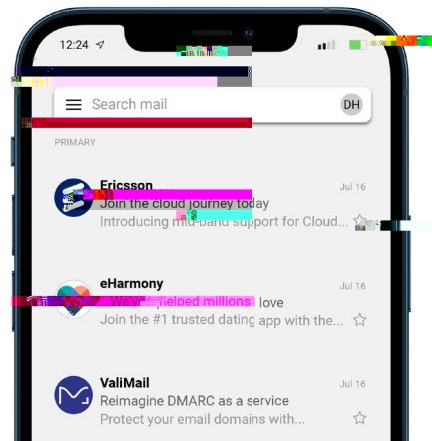 12:24
Search mail
DH
PRIMARY
Ericsson
Jul 16
Join the cloud journey today
Introducing mid-band support for Cloud...
eHarmony
Jul 16
helped millions love
Join the #1 trusted dating app with the...
ValiMail
Jul 16
Reimagine DMARC as a service
Protect your email domains with...